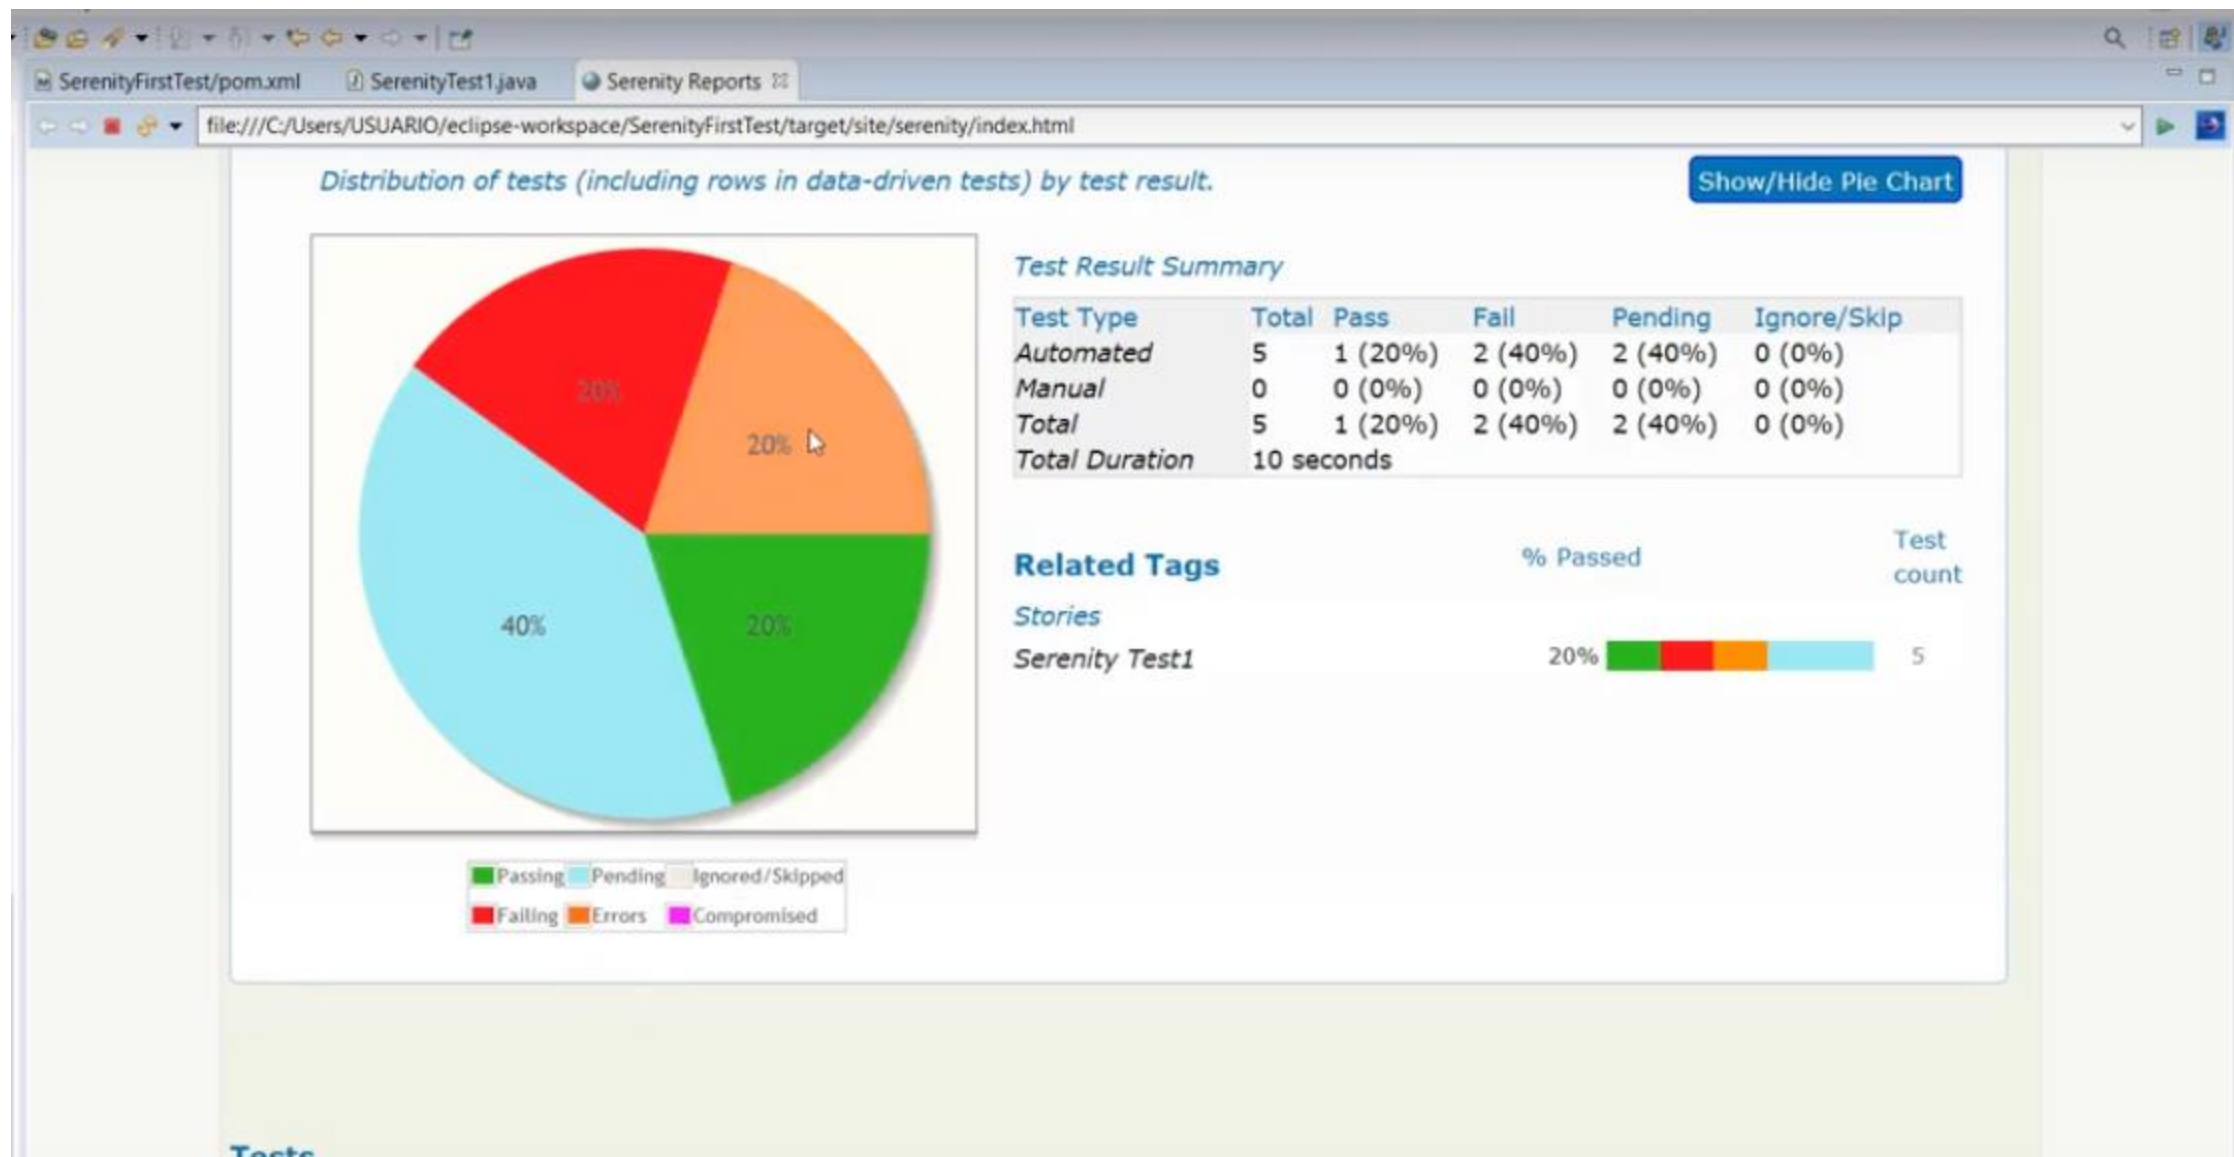 SerenityFirstTest/pom.xml SerenityTest1.java Serenity Reports
file:///C:/Users/USUARIO/eclipse-workspace/SerenityFirstTest/target/site/serenity/index.html
Distribution of tests (including rows in data-driven tests) by test result.
Show/Hide Pie Chart
20%
20%
40%
20%
Passing Pending Ignored/Skipped
Failing Errors Compromised
Test Result Summary
Test Type Total Pass Fail Pending Ignore/Skip
Automated 5 1 (20%) 2 (40%) 2 (40%) 0 (0%)
Manual 0 0 (0%) 0 (0%) 0 (0%) 0 (0%)
Total 5 1 (20%) 2 (40%) 2 (40%) 0 (0%)
Total Duration 10 seconds
Related Tags % Passed Test count
Stories
Serenity Test1 20% 5
Tests